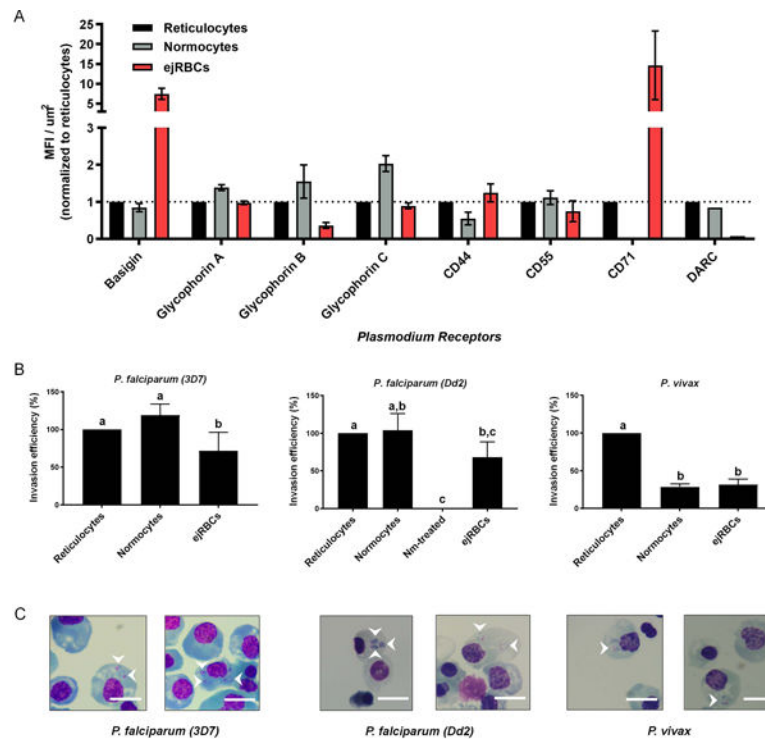 A
MFI / um²
(normalized to reticulocytes)
25
20
15
10
5
3
2
1
0
Reticulocytes
Normocytes
ejRBCs
Basigin
Glycophorin A
Glycophorin B
Glycophorin C
CD44
CD55
CD71
DARC
Plasmodium Receptors
B
P. falciparum (3D7)
Invasion efficiency (%)
150
100
50
0
a
a
b
Reticulocytes
Normocytes
ejRBCs
P. falciparum (Dd2)
Invasion efficiency (%)
150
100
50
0
a
a,b
c
b,c
Reticulocytes
Normocytes
Nm-treated
ejRBCs
P. vivax
Invasion efficiency (%)
150
100
50
0
a
b
b
Reticulocytes
Normocytes
ejRBCs
C
P. falciparum (3D7)
P. falciparum (Dd2)
P. vivax